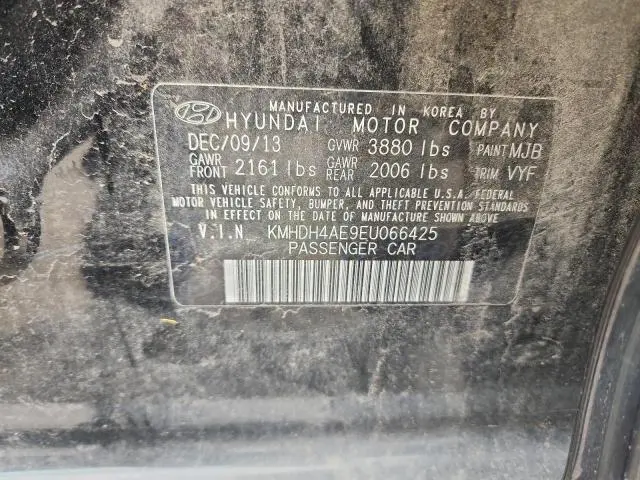 MANUFACTURED IN KOREA BY
HYUNDAI MOTOR COMPANY
DEC/09/13 GVWR 3880 lbs PAINT MJB
GAWR FRONT 2161 lbs GAWR REAR 2006 lbs TRIM VYF
THIS VEHICLE CONFORMS TO ALL APPLICABLE U.S.A. FEDERAL
MOTOR VEHICLE SAFETY, BUMPER, AND THEFT PREVENTION STANDARDS
IN EFFECT ON THE DATE OF MANUFACTURE SHOWN ABOVE.
V.I.N. KMHDH4AE9EU066425
PASSENGER CAR